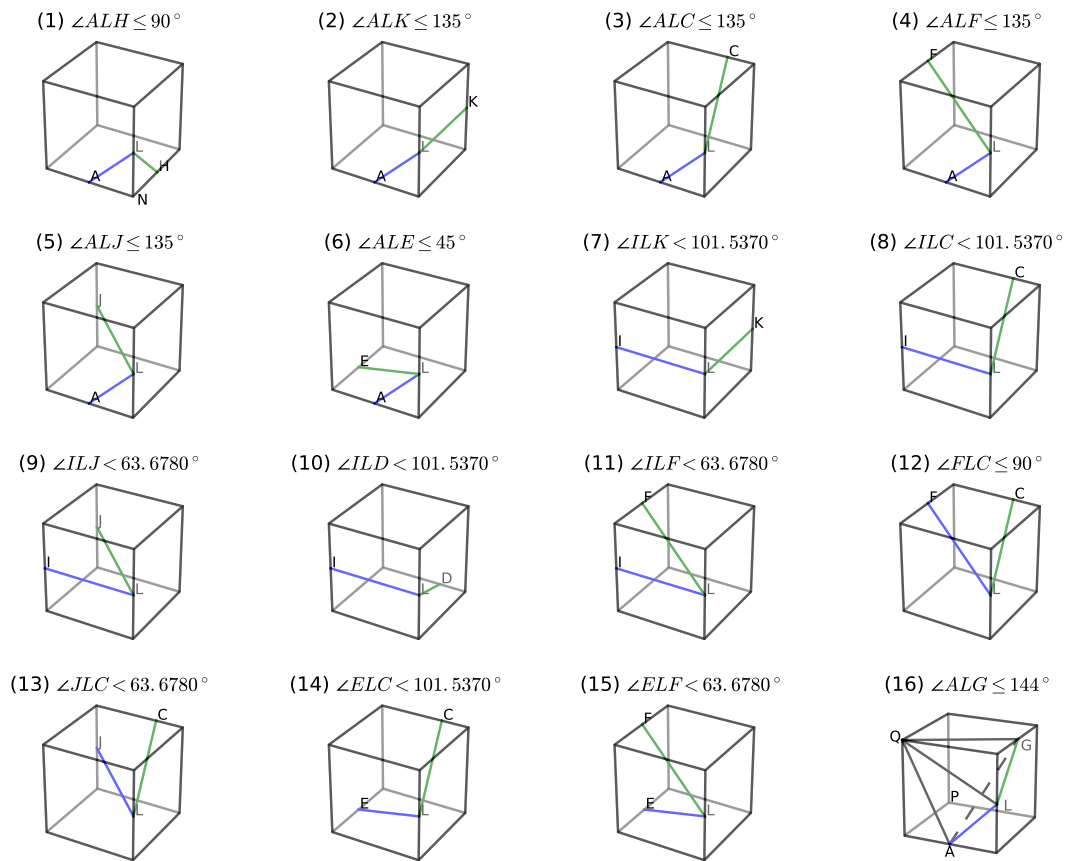 (1) ∠ALH ≤ 90°
(2) ∠ALK ≤ 135°
(3) ∠ALC ≤ 135°
(4) ∠ALF ≤ 135°
L
A
H
N
K
L
A
C
L
A
F
L
A
(5) ∠ALJ ≤ 135°
(6) ∠ALE ≤ 45°
(7) ∠ILK < 101.5370°
(8) ∠ILC < 101.5370°
J
L
A
E
L
A
I
K
L
C
I
L
(9) ∠ILJ < 63.6780°
(10) ∠ILD < 101.5370°
(11) ∠ILF < 63.6780°
(12) ∠FLC ≤ 90°
J
I
L
I
D
L
F
I
L
F
C
L
(13) ∠JLC < 63.6780°
(14) ∠ELC < 101.5370°
(15) ∠ELF < 63.6780°
(16) ∠ALG ≤ 144°
C
J
L
C
E
L
F
E
L
Q
G
P
L
A